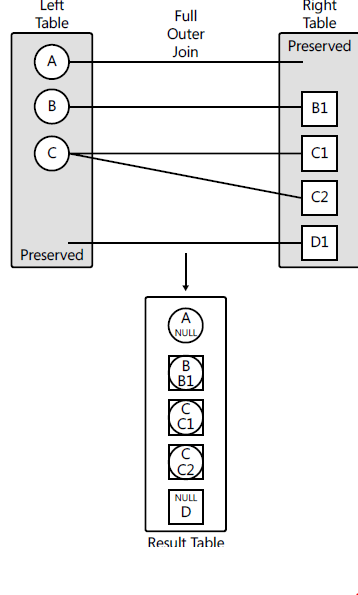 Left
Table
Full
Outer
Join
Right
Table
Preserved
A
B
B1
C
C1
C2
D1
Preserved
A
NULL
B
B1
C
C1
C
C2
NULL
D
Result Table